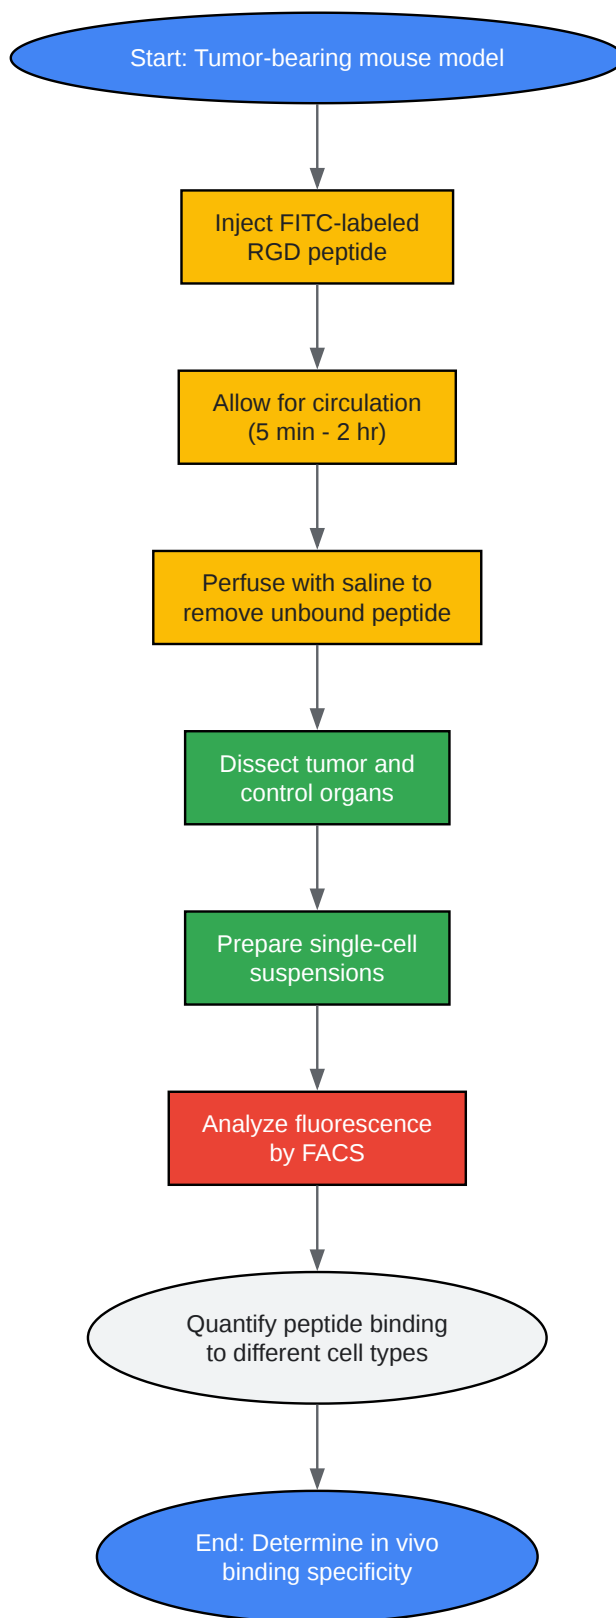 Start: Tumor-bearing mouse model
Inject FITC-labeled
RGD peptide
Allow for circulation
(5 min - 2 hr)
Perfuse with saline to
remove unbound peptide
Dissect tumor and
control organs
Prepare single-cell
suspensions
Analyze fluorescence
by FACS
Quantify peptide binding
to different cell types
End: Determine in vivo
binding specificity